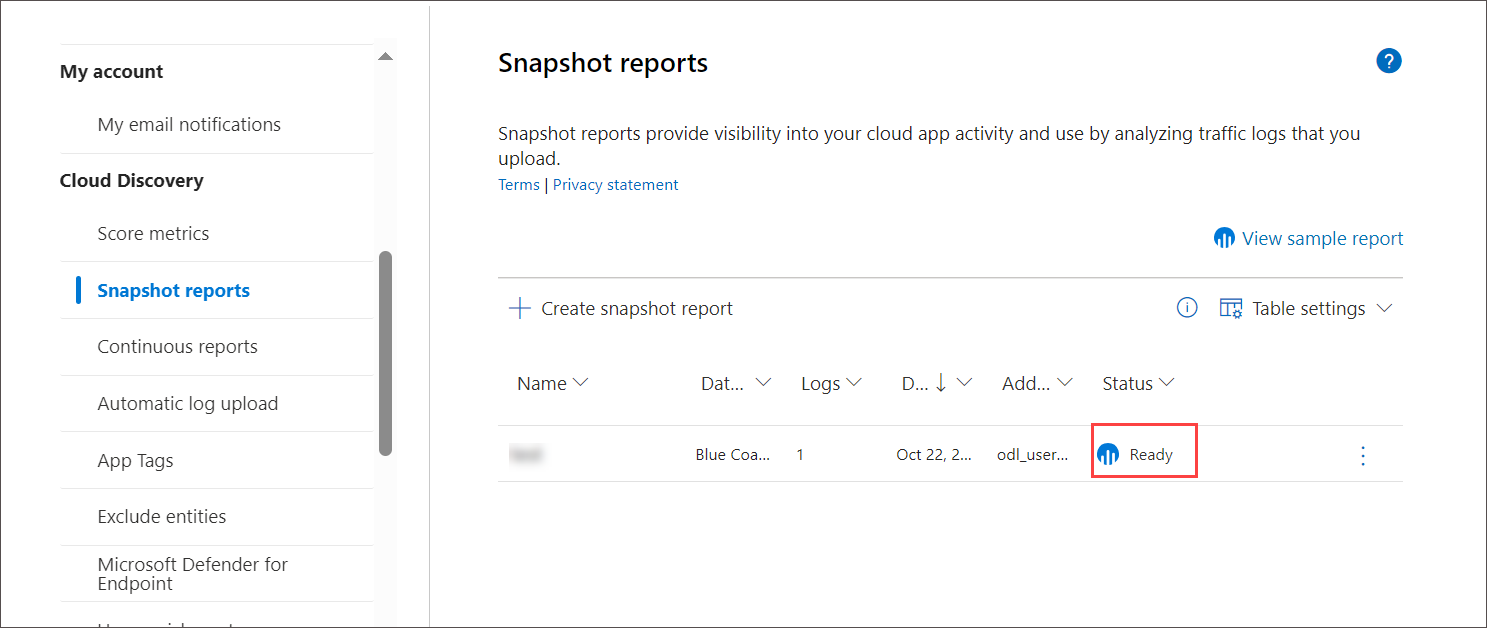 My account
My email notifications
Cloud Discovery
Score metrics
Snapshot reports
Continuous reports
Automatic log upload
App Tags
Exclude entities
Microsoft Defender for
Endpoint
Snapshot reports
?
Snapshot reports provide visibility into your cloud app activity and use by analyzing traffic logs that you
upload.
Terms | Privacy statement
View sample report
Create snapshot report
Table settings
Name Dat... Logs D... Add... Status
Blue Coa... 1 Oct 22, 2... odl_user... Ready